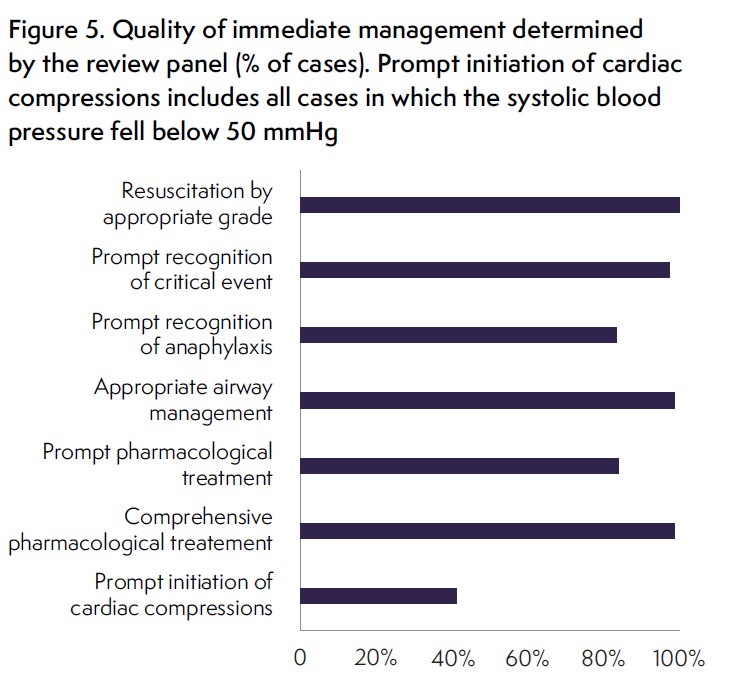 Figure 5. Quality of immediate management determined
by the review panel (% of cases). Prompt initiation of cardiac
compressions includes all cases in which the systolic blood
pressure fell below 50 mmHg
Resuscitation by
appropriate grade
Prompt recognition
of critical event
Prompt recognition
of anaphylaxis
Appropriate airway
management
Prompt pharmacological
treatment
Comprehensive
pharmacological treatement
Prompt initiation of
cardiac compressions
0 20% 40% 60% 80% 100%